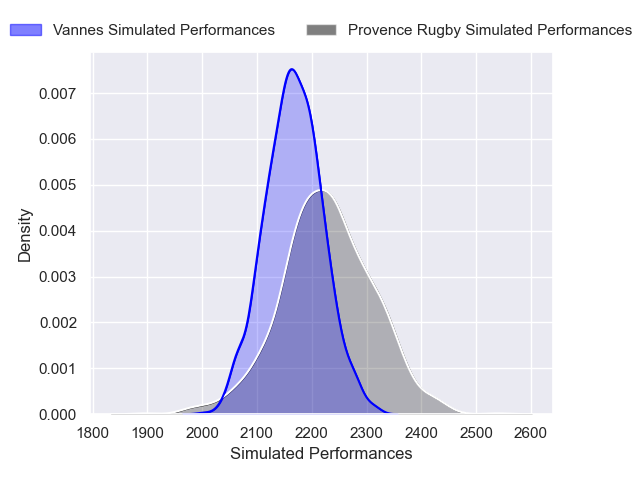 Vannes Simulated Performances
Provence Rugby Simulated Performances
0.007
0.006
0.005
0.004
0.003
0.002
0.001
0.000
Density
1800 1900 2000 2100 2200 2300 2400 2500 2600
Simulated Performances